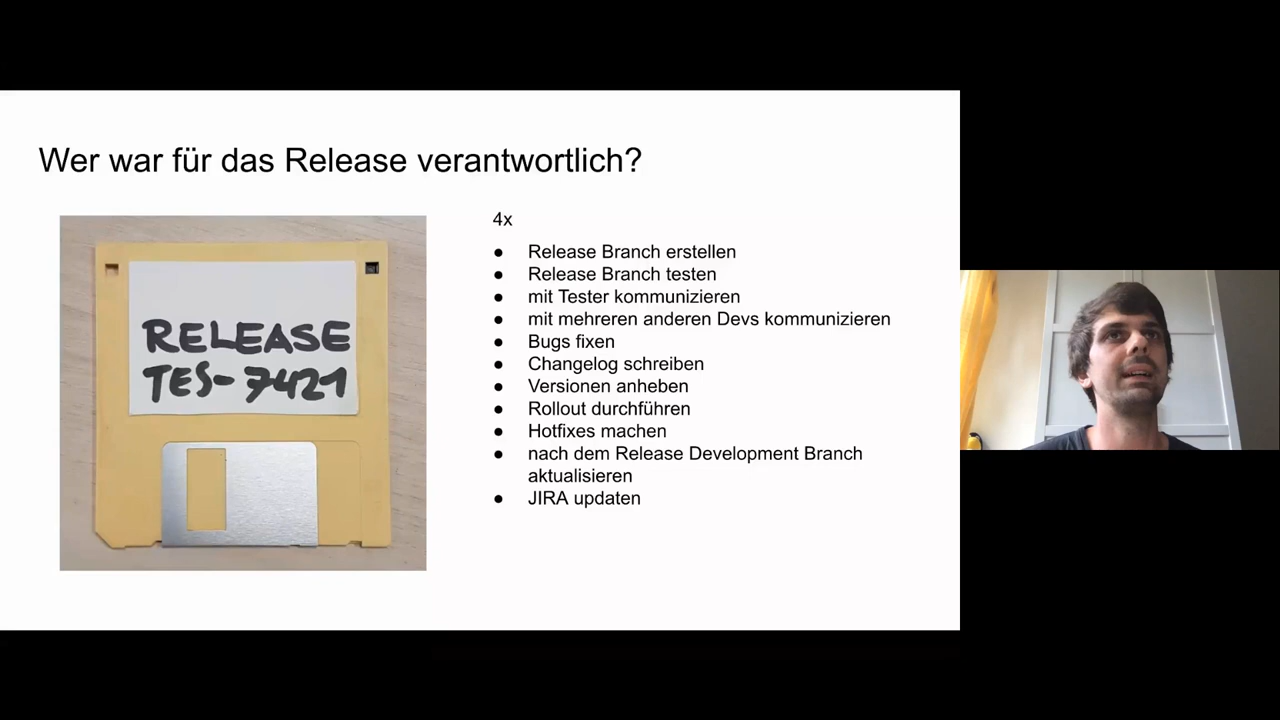 Wer war für das Release verantwortlich?
RELEASE
TES-7421
4x
● Release Branch erstellen
● Release Branch testen
● mit Tester kommunizieren
● mit mehreren anderen Devs kommunizieren
● Bugs fixen
● Changelog schreiben
● Versionen anheben
● Rollout durchführen
● Hotfixes machen
● nach dem Release Development Branch
aktualisieren
● JIRA updaten